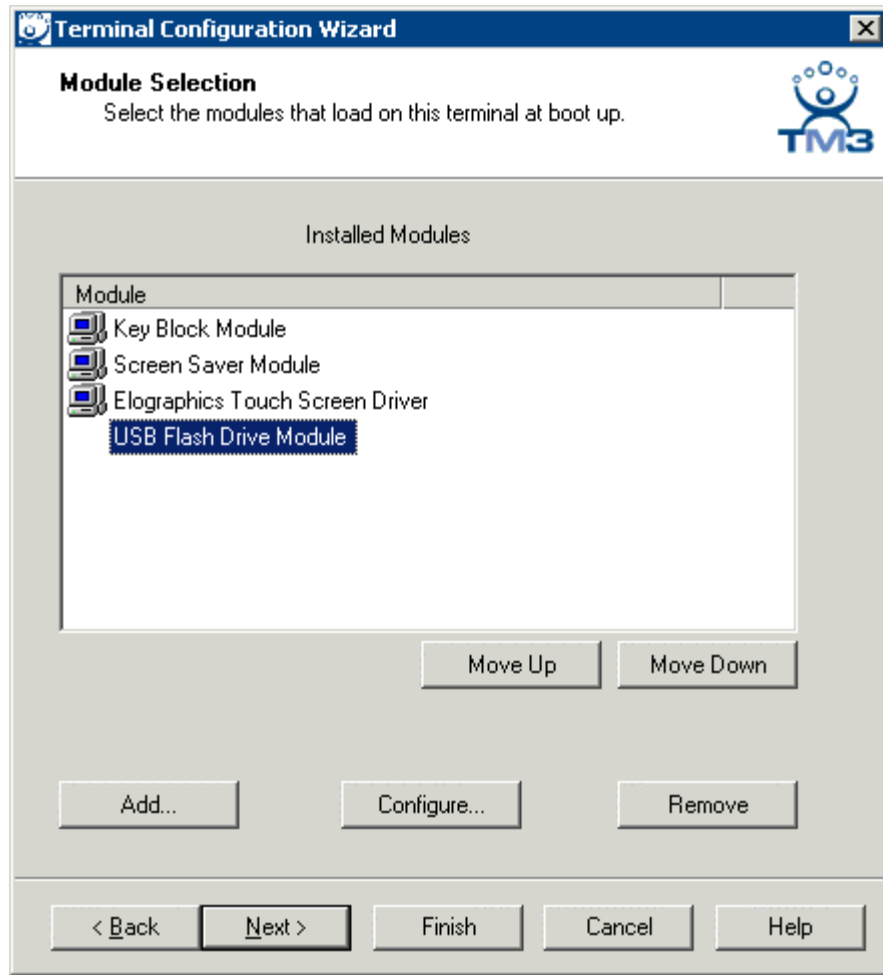 Terminal Configuration Wizard
Module Selection
Select the modules that load on this terminal at boot up.
TM3
Installed Modules
Module
Key Block Module
Screen Saver Module
Elographics Touch Screen Driver
USB Flash Drive Module
Move Up Move Down
Add... Configure... Remove
< Back Next > Finish Cancel Help